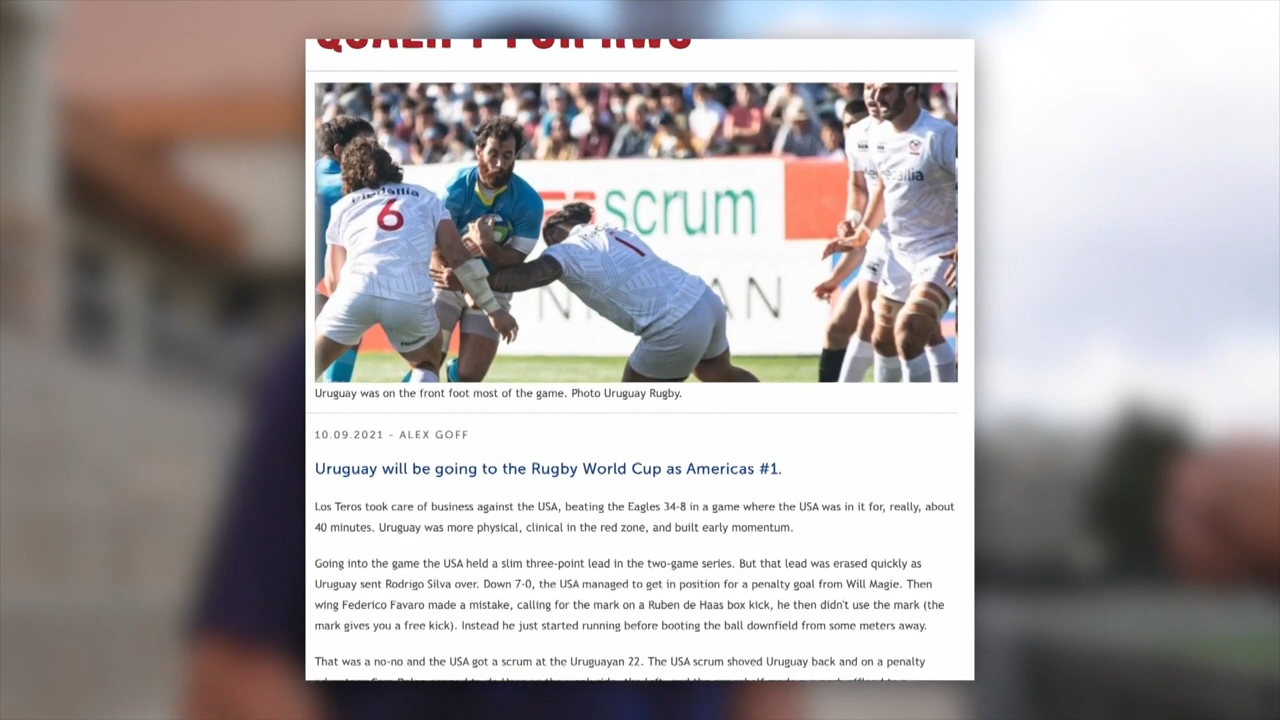 QUALIFY FOR RWC
Medallia
6
1
scrum
Uruguay was on the front foot most of the game. Photo Uruguay Rugby.
10.09.2021 - ALEX GOFF
Uruguay will be going to the Rugby World Cup as Americas #1.
Los Teros took care of business against the USA, beating the Eagles 34-8 in a game where the USA was in it for, really, about
40 minutes. Uruguay was more physical, clinical in the red zone, and built early momentum.
Going into the game the USA held a slim three-point lead in the two-game series. But that lead was erased quickly as
Uruguay sent Rodrigo Silva over. Down 7-0, the USA managed to get in position for a penalty goal from Will Magie. Then
wing Federico Favaro made a mistake, calling for the mark on a Ruben de Haas box kick, he then didn't use the mark (the
mark gives you a free kick). Instead he just started running before booting the ball downfield from some meters away.
That was a no-no and the USA got a scrum at the Uruguayan 22. The USA scrum shoved Uruguay back and on a penalty